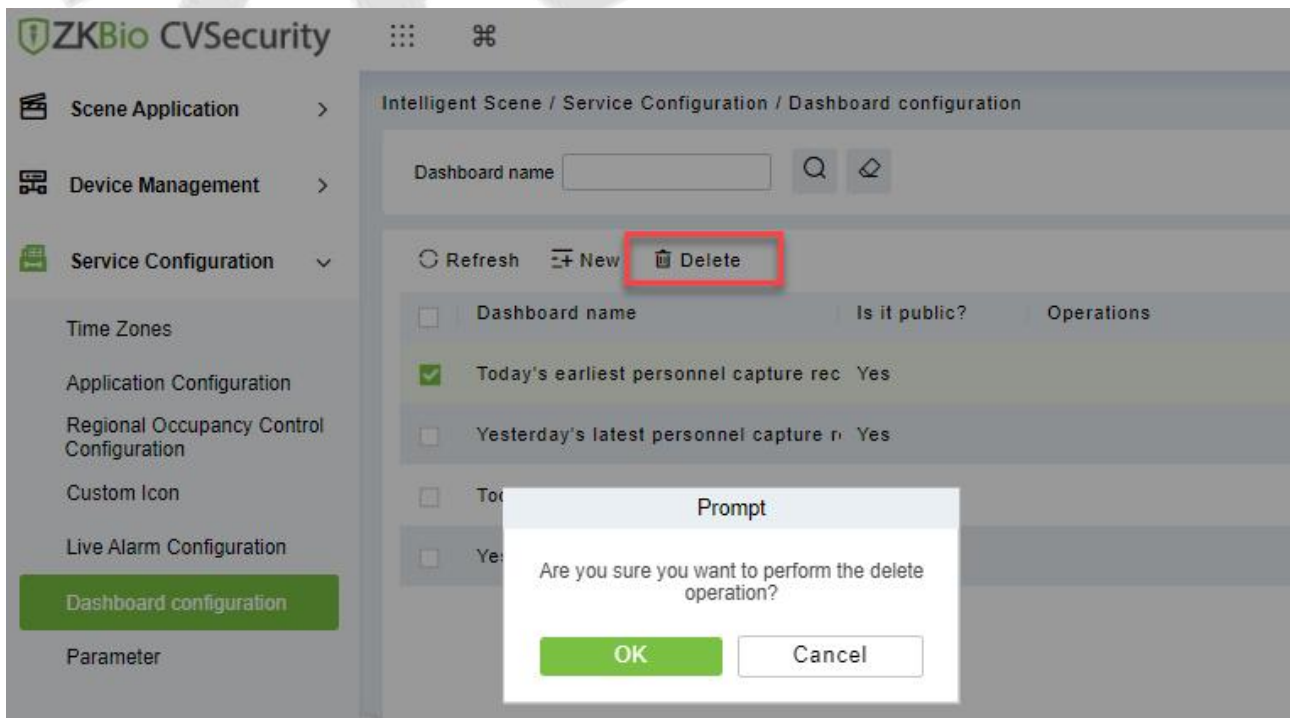 ZKBio CVSecurity
Scene Application
Device Management
Service Configuration
Time Zones
Application Configuration
Regional Occupancy Control
Configuration
Custom Icon
Live Alarm Configuration
Dashboard configuration
Parameter
Intelligent Scene / Service Configuration / Dashboard configuration
Dashboard name
Refresh New Delete
Dashboard name Is it public? Operations
Today's earliest personnel capture rec Yes
Yesterday's latest personnel capture r Yes
Prompt
Are you sure you want to perform the delete
operation?
OK Cancel